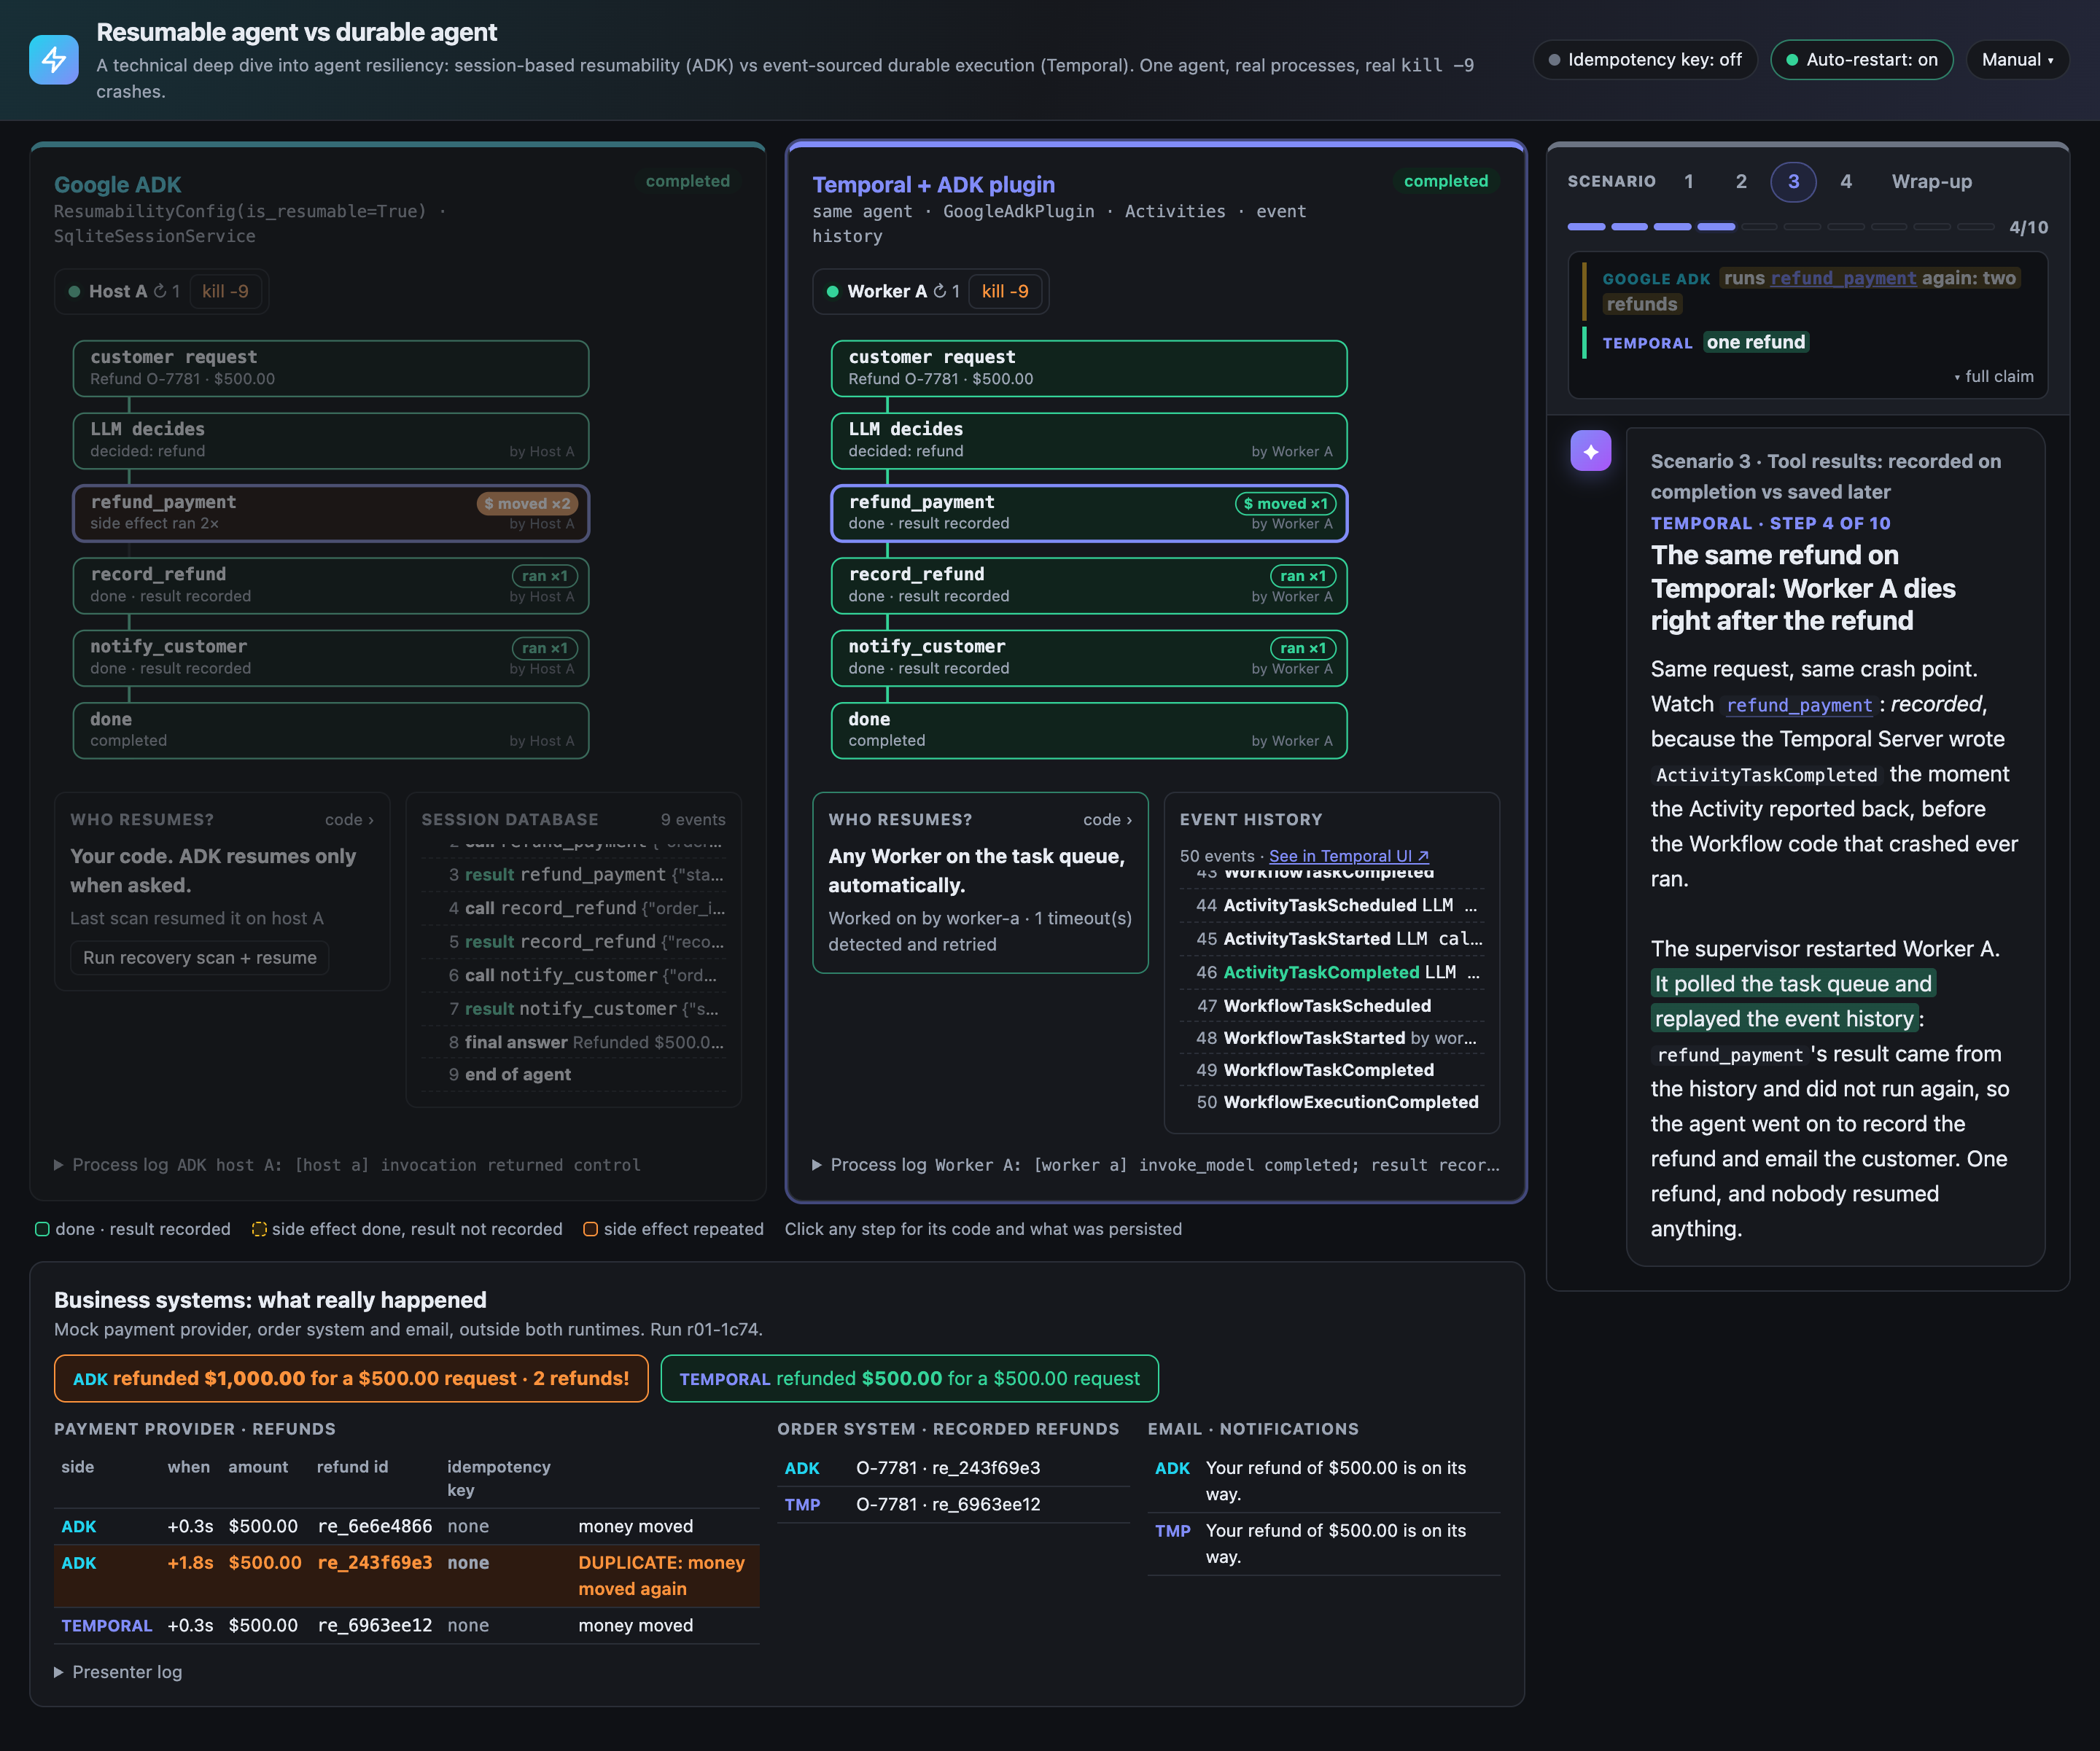 Resumable agent vs durable agent
A technical deep dive into agent resiliency: session-based resumability (ADK) vs event-sourced durable execution (Temporal). One agent, real processes, real kill -9
crashes.
Idempotency key: off
Auto-restart: on
Manual ▾
Google ADK
completed
ResumabilityConfig(is_resumable=True) ·
SqliteSessionService
Host A ↻ 1
kill -9
customer request
Refund O-7781 · $500.00
LLM decides
decided: refund
by Host A
refund_payment
$ moved ×2
side effect ran 2×
by Host A
record_refund
ran ×1
done · result recorded
by Host A
notify_customer
ran ×1
done · result recorded
by Host A
done
completed
by Host A
WHO RESUMES?
code ›
Your code. ADK resumes only
when asked.
Last scan resumed it on host A
Run recovery scan + resume
SESSION DATABASE
9 events
2 call refund_payment {"order…
3 result refund_payment {"sta…
4 call record_refund {"order_i…
5 result record_refund {"reco…
6 call notify_customer {"ord…
7 result notify_customer {"s…
8 final answer Refunded $500.0…
9 end of agent
▶ Process log ADK host A: [host a] invocation returned control
Temporal + ADK plugin
completed
same agent · GoogleAdkPlugin · Activities · event
history
Worker A ↻ 1
kill -9
customer request
Refund O-7781 · $500.00
LLM decides
decided: refund
by Worker A
refund_payment
$ moved ×1
done · result recorded
by Worker A
record_refund
ran ×1
done · result recorded
by Worker A
notify_customer
ran ×1
done · result recorded
by Worker A
done
completed
by Worker A
WHO RESUMES?
code ›
Any Worker on the task queue,
automatically.
Worked on by worker-a · 1 timeout(s)
detected and retried
EVENT HISTORY
50 events · See in Temporal UI ↗
43 WorkflowTaskCompleted
44 ActivityTaskScheduled LLM …
45 ActivityTaskStarted LLM cal…
46 ActivityTaskCompleted LLM …
47 WorkflowTaskScheduled
48 WorkflowTaskStarted by wor…
49 WorkflowTaskCompleted
50 WorkflowExecutionCompleted
▶ Process log Worker A: [worker a] invoke_model completed; result recor…
done · result recorded
side effect done, result not recorded
side effect repeated
Click any step for its code and what was persisted
Business systems: what really happened
Mock payment provider, order system and email, outside both runtimes. Run r01-1c74.
ADK refunded $1,000.00 for a $500.00 request · 2 refunds!
TEMPORAL refunded $500.00 for a $500.00 request
PAYMENT PROVIDER · REFUNDS
side when amount refund id idempotency
key
ADK +0.3s $500.00 re_6e6e4866 none money moved
ADK +1.8s $500.00 re_243f69e3 none DUPLICATE: money
moved again
TEMPORAL +0.3s $500.00 re_6963ee12 none money moved
ORDER SYSTEM · RECORDED REFUNDS
ADK O-7781 · re_243f69e3
TMP O-7781 · re_6963ee12
EMAIL · NOTIFICATIONS
ADK Your refund of $500.00 is on its
way.
TMP Your refund of $500.00 is on its
way.
▶ Presenter log
SCENARIO 1 2 3 4 Wrap-up
4/10
GOOGLE ADK runs refund_payment again: two
refunds
TEMPORAL one refund
▾ full claim
Scenario 3 · Tool results: recorded on
completion vs saved later
TEMPORAL · STEP 4 OF 10
The same refund on
Temporal: Worker A dies
right after the refund
Same request, same crash point.
Watch refund_payment : recorded,
because the Temporal Server wrote
ActivityTaskCompleted the moment
the Activity reported back, before
the Workflow code that crashed ever
ran.
The supervisor restarted Worker A.
It polled the task queue and
replayed the event history:
refund_payment 's result came from
the history and did not run again, so
the agent went on to record the
refund and email the customer. One
refund, and nobody resumed
anything.